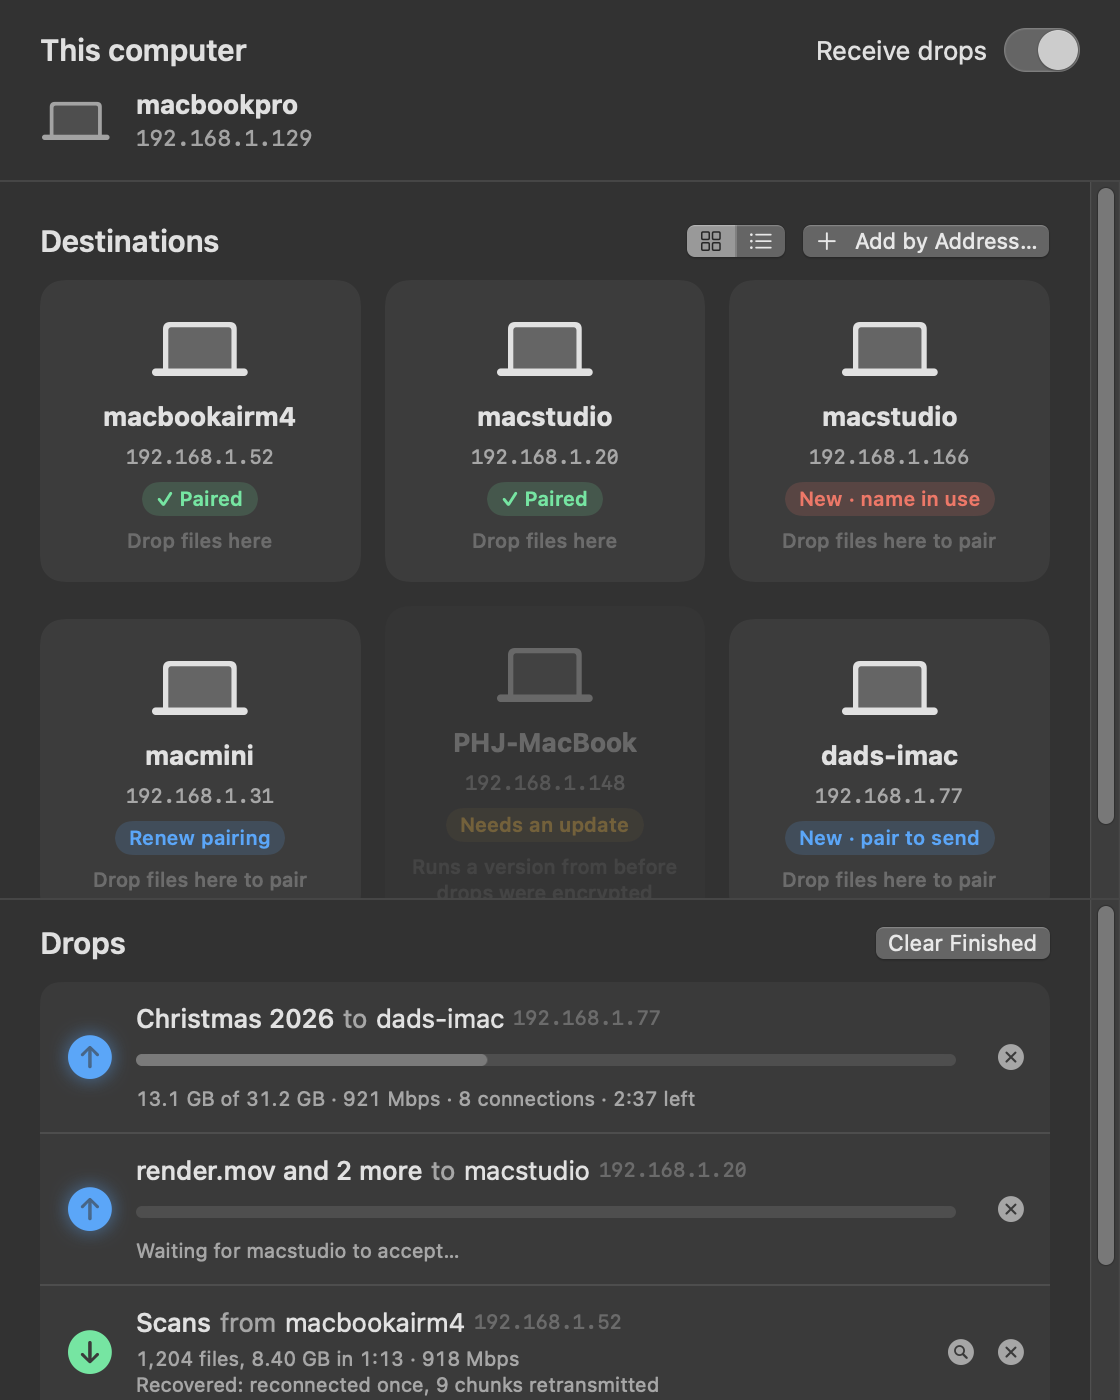 This computer
Receive drops
macbookpro
192.168.1.129
Destinations
Add by Address...
macbookairm4
192.168.1.52
✓ Paired
Drop files here
macstudio
192.168.1.20
✓ Paired
Drop files here
macstudio
192.168.1.166
New · name in use
Drop files here to pair
macmini
192.168.1.31
Renew pairing
Drop files here to pair
PHJ-MacBook
192.168.1.148
Needs an update
Runs a version from before
drops were encrypted
dads-imac
192.168.1.77
New · pair to send
Drop files here to pair
Drops
Clear Finished
Christmas 2026 to dads-imac 192.168.1.77
13.1 GB of 31.2 GB · 921 Mbps · 8 connections · 2:37 left
render.mov and 2 more to macstudio 192.168.1.20
Waiting for macstudio to accept...
Scans from macbookairm4 192.168.1.52
1,204 files, 8.40 GB in 1:13 · 918 Mbps
Recovered: reconnected once, 9 chunks retransmitted